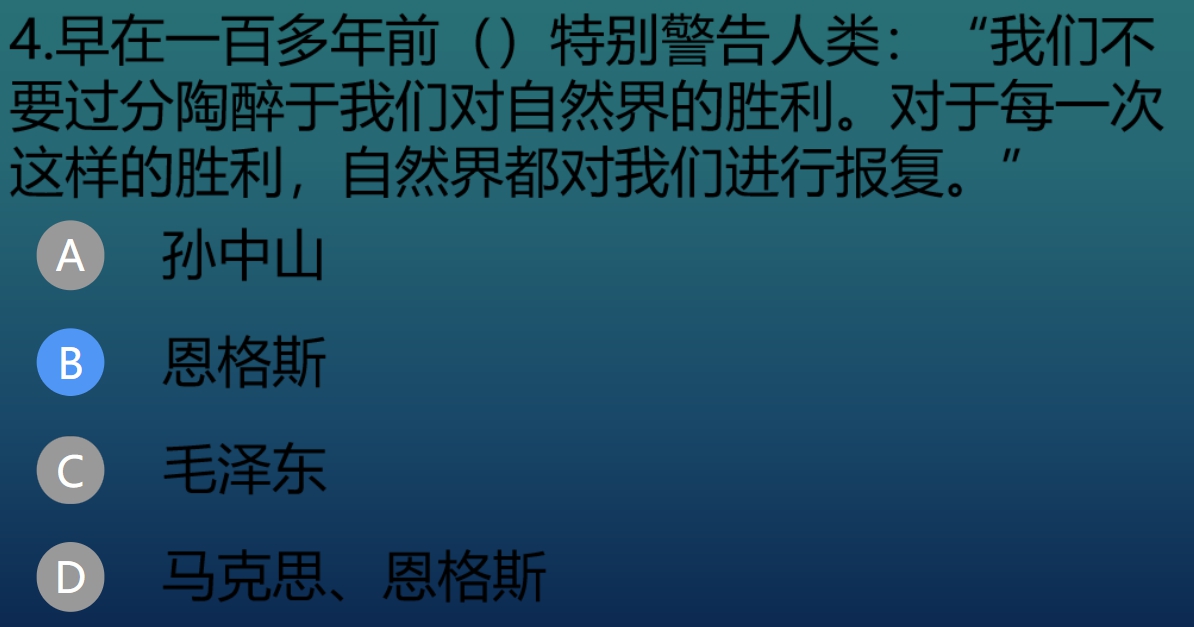 4.早在一百多年前（）特别警告人类：“我们不
要过分陶醉于我们对自然界的胜利。对于每一次
这样的胜利，自然界都对我们进行报复。”
A 孙中山
B 恩格斯
C 毛泽东
D 马克思、恩格斯